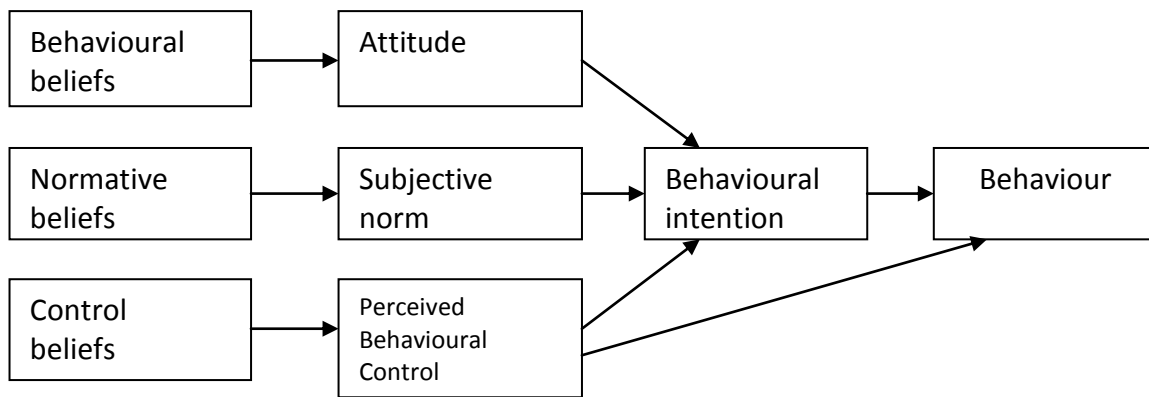 Behavioural
beliefs
Attitude
Normative
beliefs
Subjective
norm
Behavioural
intention
Behaviour
Control
beliefs
Perceived
Behavioural
Control